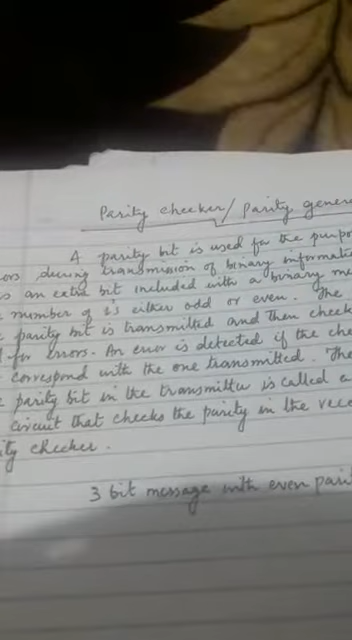 Parity checker/ Parity gener
A parity bit is used for the purpo
ors during transmission of binary informati
s an extra bit included with a binary me
number of 1's either odd or even. The
parity bit is transmitted and then check
for errors. An error is detected if the che
correspond with the one transmitted. The
parity bit in the transmitter is called a
circuit that checks the parity in the rece
ity checker.
3 bit message with even pari